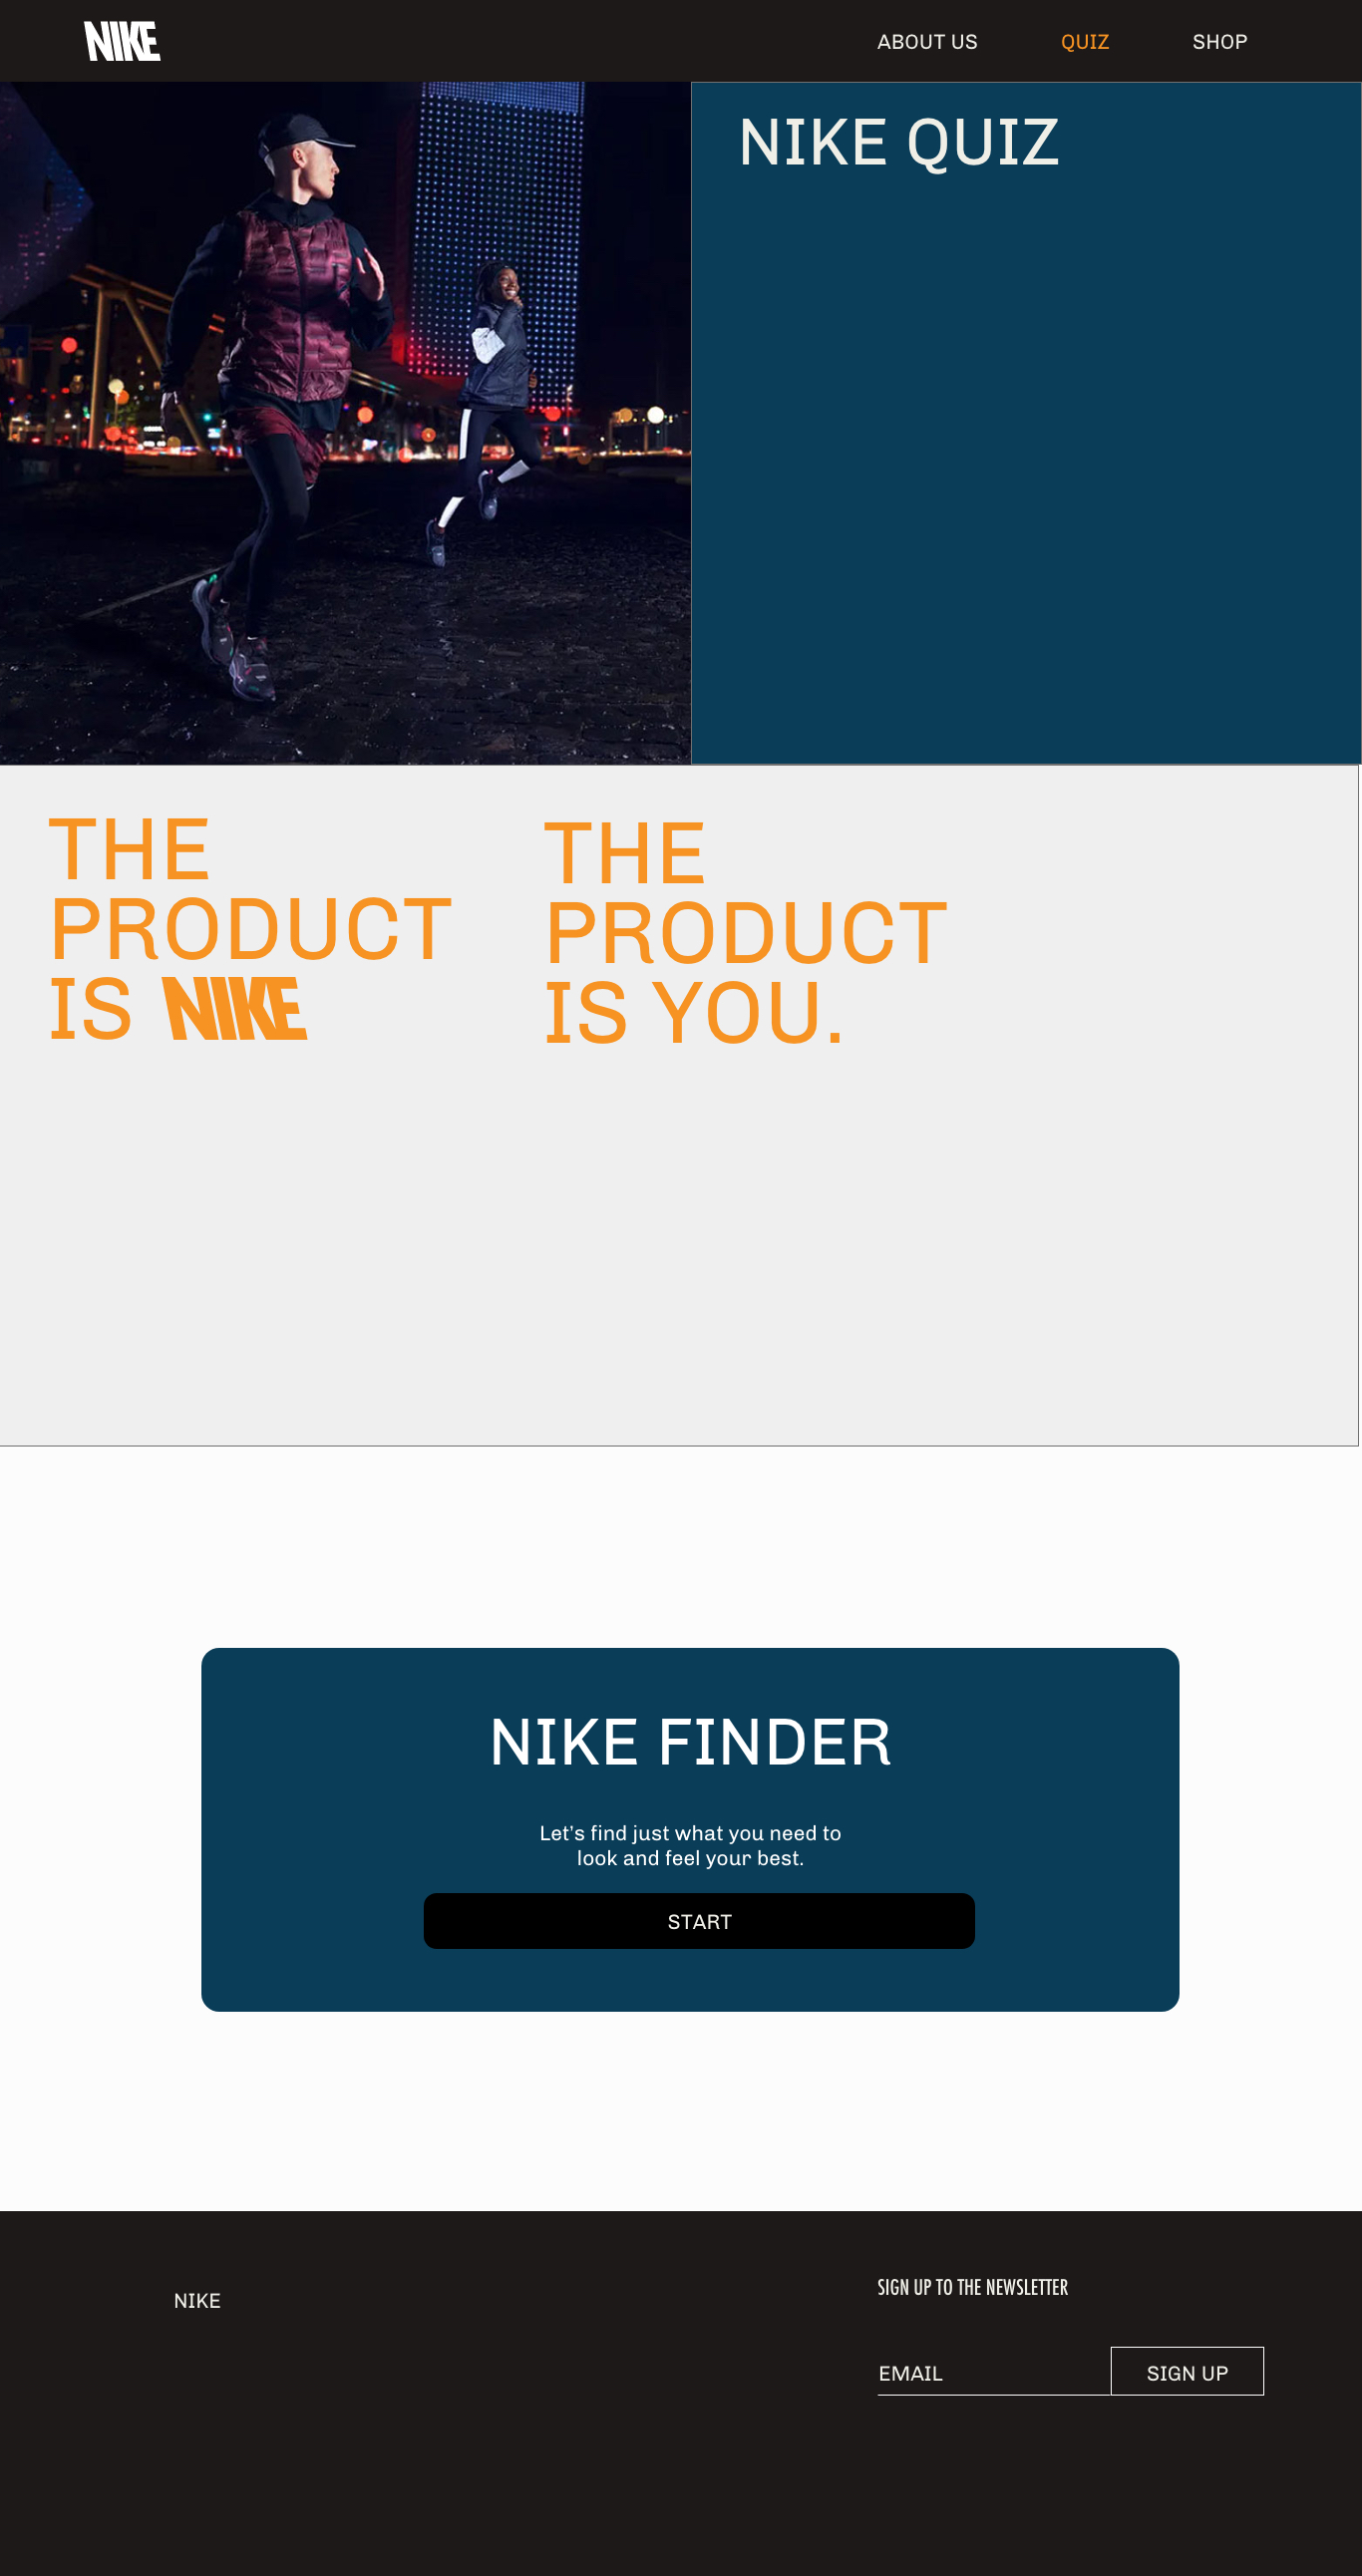 NIKE
ABOUT US
QUIZ
SHOP
NIKE QUIZ
THE
PRODUCT
IS NIKE
THE
PRODUCT
IS YOU.
NIKE FINDER
Let's find just what you need to
look and feel your best.
START
NIKE
SIGN UP TO THE NEWSLETTER
EMAIL
SIGN UP